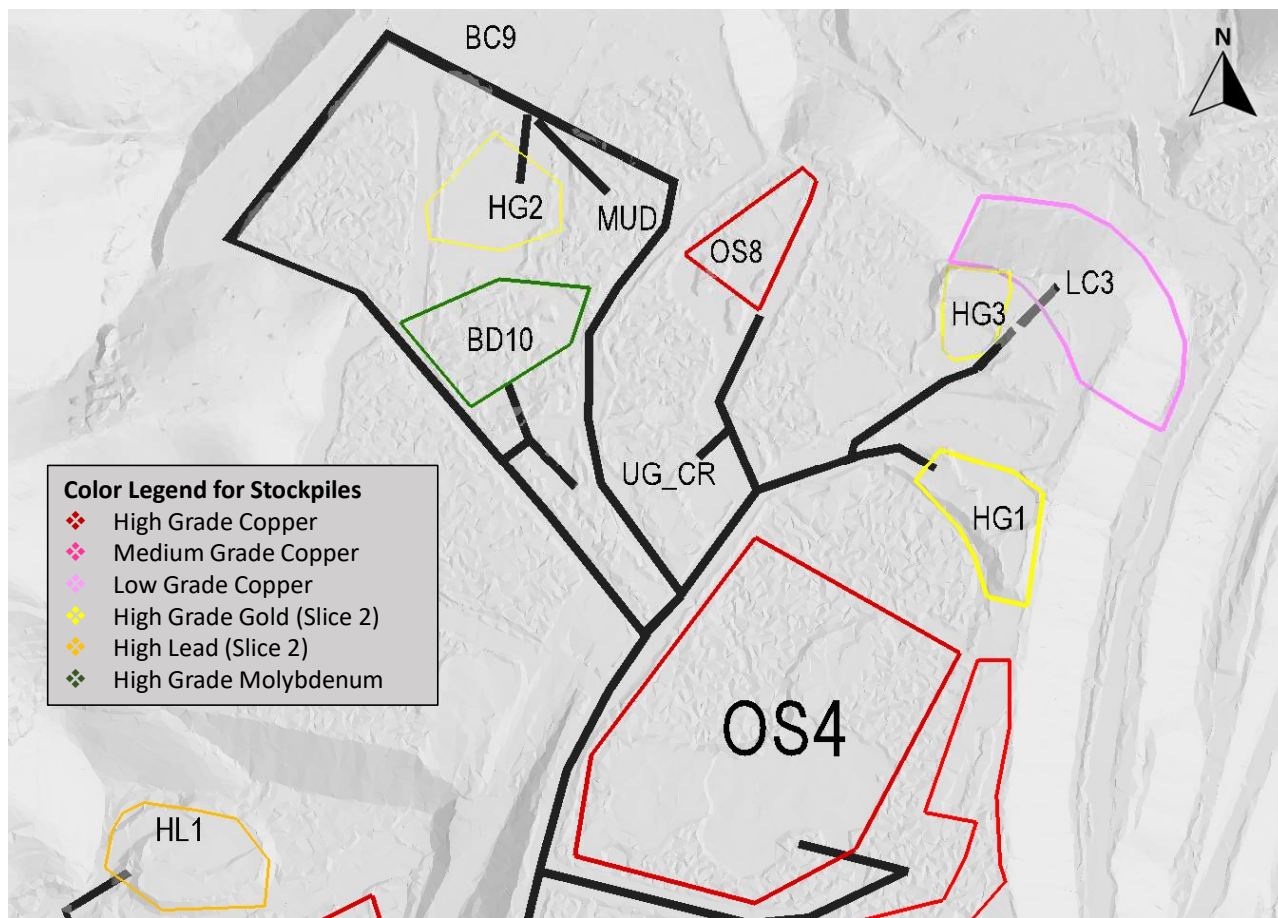 BC9
N
HG2
MUD
OS8
LC3
HG3
BD10
UG_CR
HG1
Color Legend for Stockpiles
High Grade Copper
Medium Grade Copper
Low Grade Copper
High Grade Gold (Slice 2)
High Lead (Slice 2)
High Grade Molybdenum
OS4
HL1